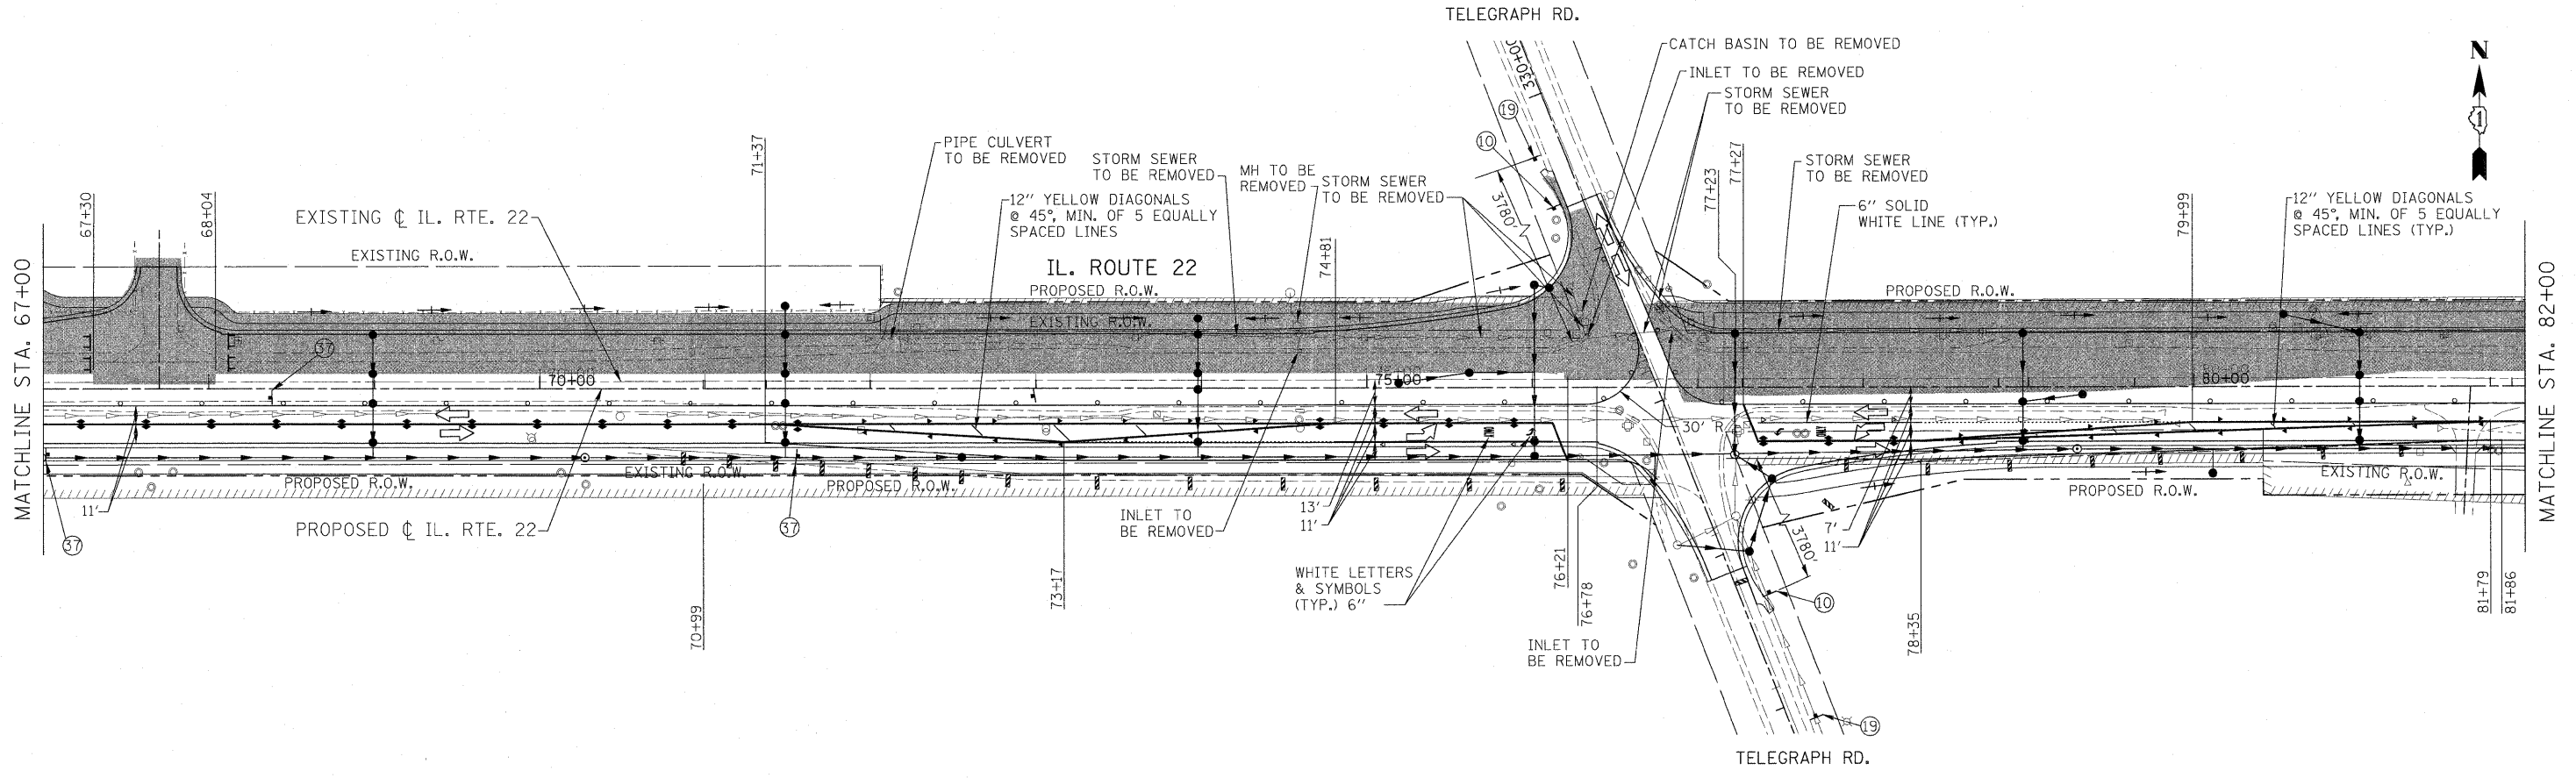 TELEGRAPH RD.
CATCH BASIN TO BE REMOVED
INLET TO BE REMOVED
STORM SEWER
TO BE REMOVED
N
1
330+00
19
10
3780'
PIPE CULVERT
TO BE REMOVED
STORM SEWER
TO BE REMOVED
MH TO BE
REMOVED
STORM SEWER
TO BE REMOVED
12" YELLOW DIAGONALS
@ 45°, MIN. OF 5 EQUALLY
SPACED LINES
71+37
77+23
77+27
STORM SEWER
TO BE REMOVED
6" SOLID
WHITE LINE (TYP.)
79+99
12" YELLOW DIAGONALS
@ 45°, MIN. OF 5 EQUALLY
SPACED LINES (TYP.)
67+30
68+04
EXISTING ℄ IL. RTE. 22
EXISTING R.O.W.
74+81
IL. ROUTE 22
PROPOSED R.O.W.
EXISTING R.O.W.
PROPOSED R.O.W.
MATCHLINE STA. 67+00
MATCHLINE STA. 82+00
37
70+00
75+00
80+00
30' R
11'
PROPOSED R.O.W.
EXISTING R.O.W.
PROPOSED R.O.W.
EXISTING R.O.W.
PROPOSED R.O.W.
37
PROPOSED ℄ IL. RTE. 22
37
INLET TO
BE REMOVED
13'
11'
7'
11'
3780'
10
70+99
73+17
WHITE LETTERS
& SYMBOLS
(TYP.) 6"
76+21
76+78
INLET TO
BE REMOVED
78+35
81+79
81+86
19
TELEGRAPH RD.